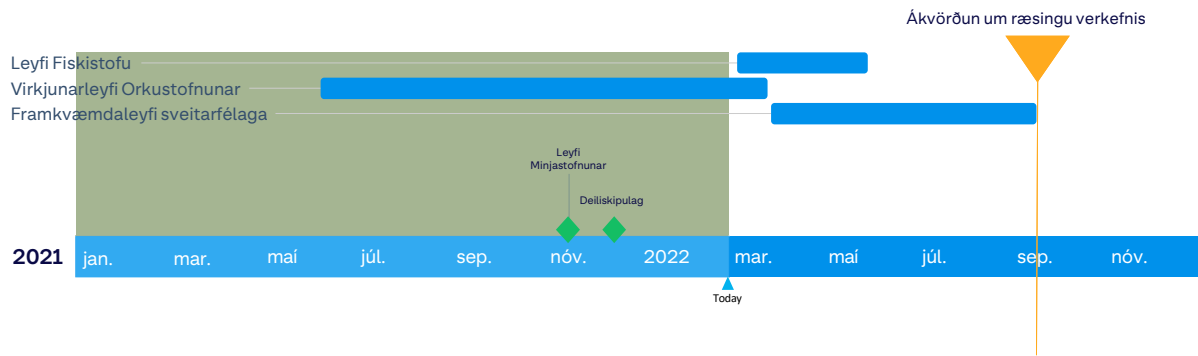 Ákvörðun um ræsingu verkefnis
Leyfi Fiskistofu
Virkjunarleyfi Orkustofnunar
Framkvæmdaleyfi sveitarfélaga
Leyfi
Minjastofnunar
Deiliskipulag
2021 jan. mar. maí júl. sep. nóv. 2022 mar. maí júl. sep. nóv.
Today